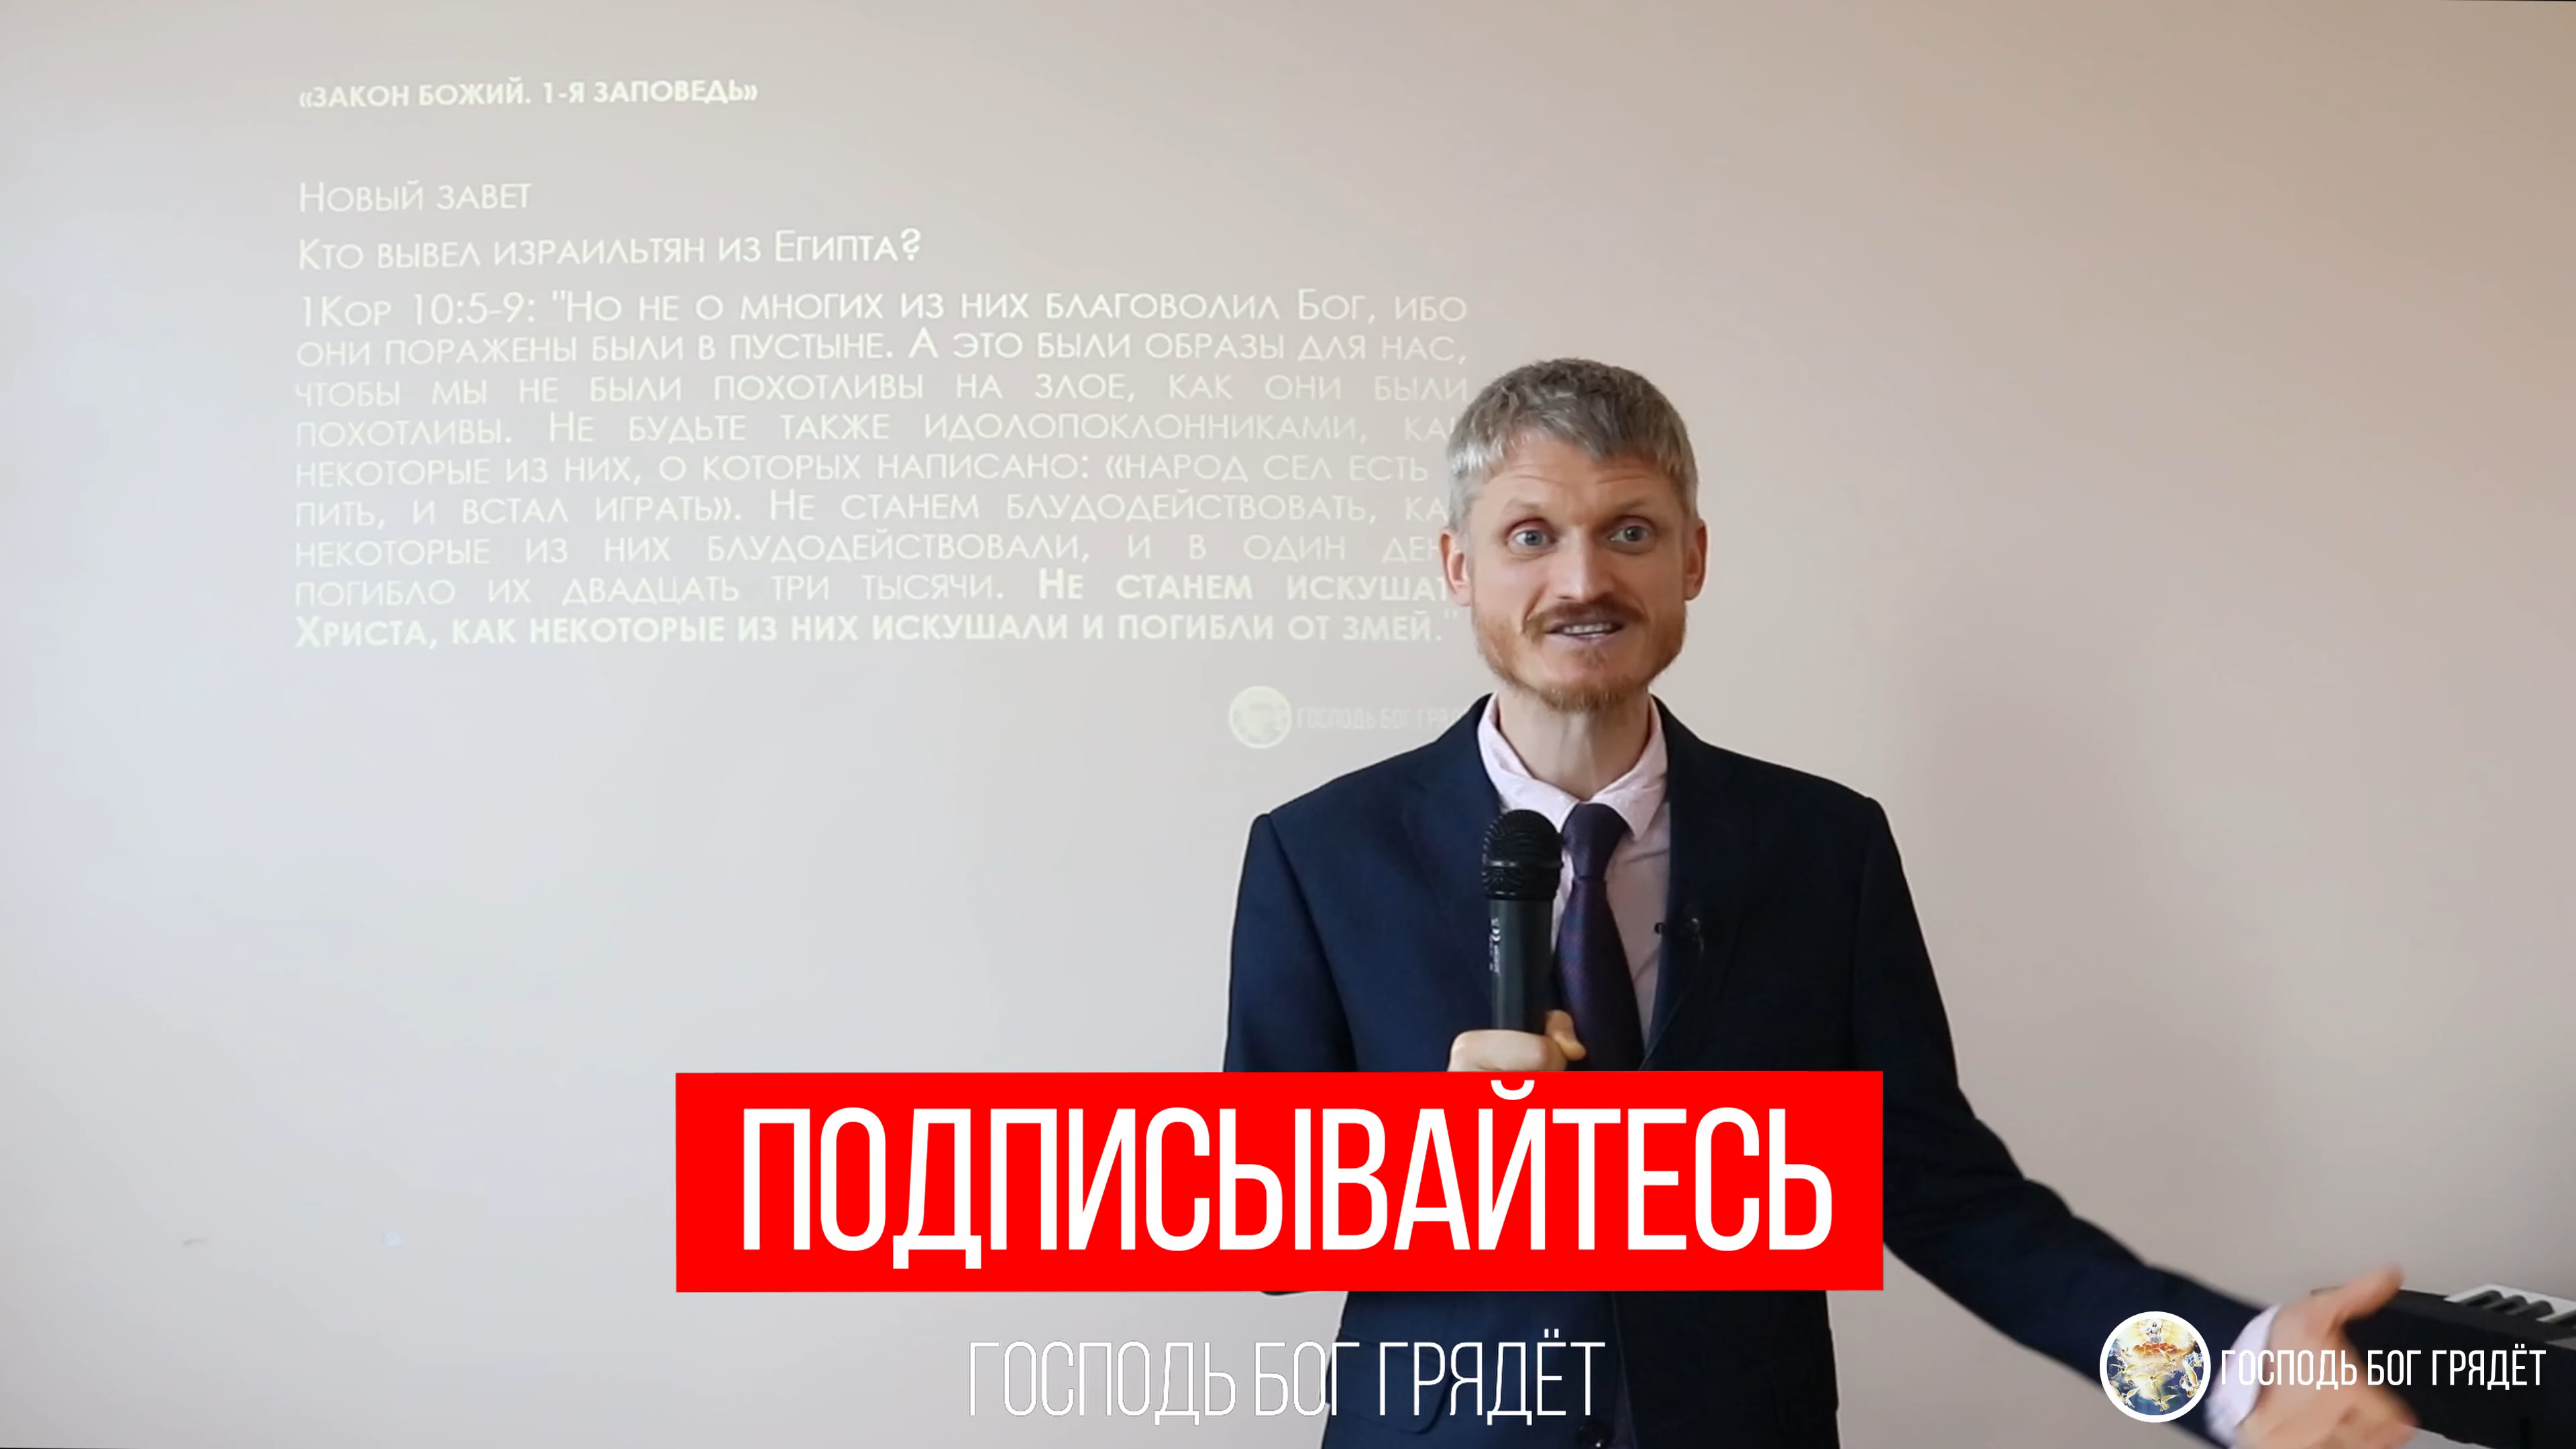 «ЗАКОН БОЖИЙ. 1-Я ЗАПОВЕДЬ»
НОВЫЙ ЗАВЕТ
КТО ВЫВЕЛ ИЗРАИЛЬТЯН ИЗ ЕГИПТА?
1КОР 10:5-9: "НО НЕ О МНОГИХ ИЗ НИХ БЛАГОВОЛИЛ БОГ, ИБО
ОНИ ПОРАЖЕНЫ БЫЛИ В ПУСТЫНЕ. А ЭТО БЫЛИ ОБРАЗЫ ДЛЯ НАС,
ЧТОБЫ МЫ НЕ БЫЛИ ПОХОТЛИВЫ НА ЗЛОЕ, КАК ОНИ БЫЛИ
ПОХОТЛИВЫ. НЕ БУДЬТЕ ТАКЖЕ ИДОЛОПОКЛОННИКАМИ,
НЕКОТОРЫЕ ИЗ НИХ, О КОТОРЫХ НАПИСАНО: «НАРОД СЕЛ ЕСТЬ
ПИТЬ, И ВСТАЛ ИГРАТЬ». НЕ СТАНЕМ БЛУДОДЕЙСТВОВАТЬ,
НЕКОТОРЫЕ ИЗ НИХ БЛУДОДЕЙСТВОВАЛИ, И В ОДИН
ПОГИБЛО ИХ ДВАДЦАТЬ ТРИ ТЫСЯЧИ. НЕ СТАНЕМ ИСКУШАТЬ
ХРИСТА, КАК НЕКОТОРЫЕ ИЗ НИХ ИСКУШАЛИ И ПОГИБЛИ ОТ ЗМЕЙ."
ГОСПОДЬ БОГ
ПОДПИСЫВАЙТЕСЬ
ГОСПОДЬ БОГ ГРЯДЁТ
ГОСПОДЬ БОГ ГРЯДЁТ